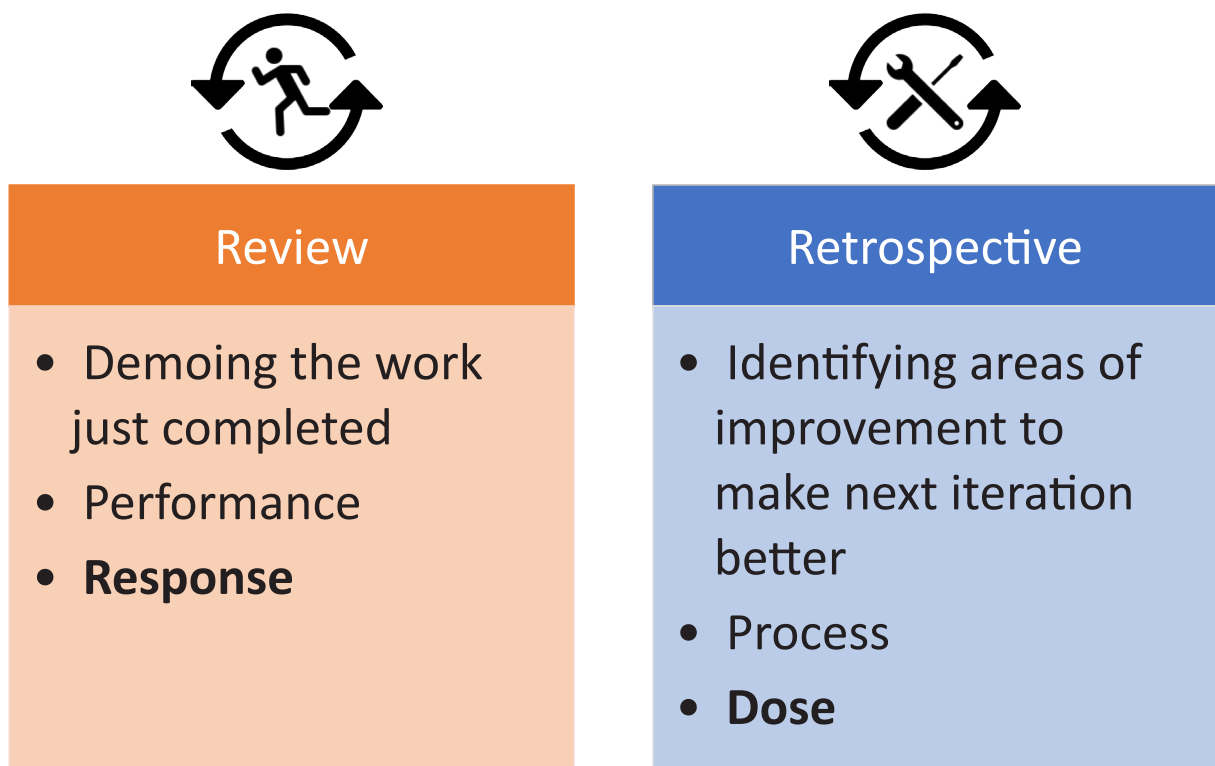 Review
• Demoing the work
just completed
• Performance
• Response
Retrospective
• Identifying areas of
improvement to
make next iteration
better
• Process
• Dose